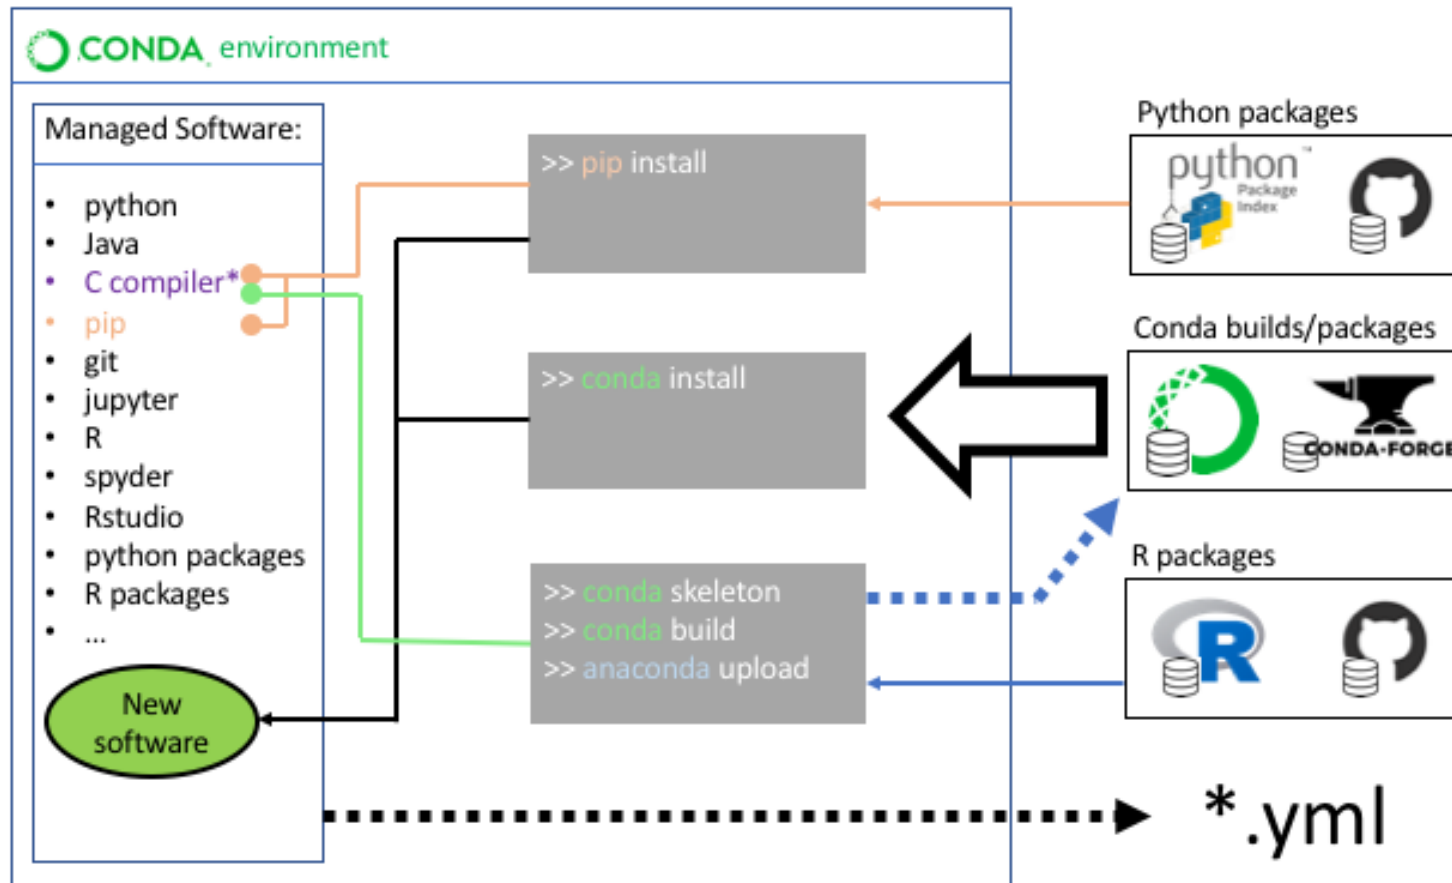 CONDA environment
Managed Software:
• python
• Java
• C compiler*
• pip
• git
• jupyter
• R
• spyder
• Rstudio
• python packages
• R packages
• ...
New
software
>> pip install
>> conda install
>> conda skeleton
>> conda build
>> anaconda upload
Python packages
python™
Package
Index
Conda builds/packages
CONDA-FORGE
R packages
R
*.yml